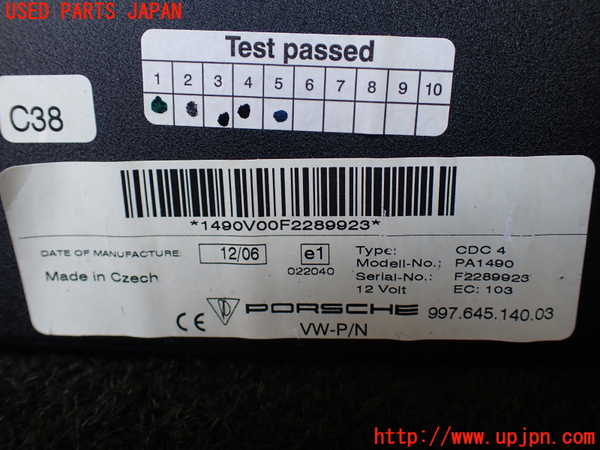 USED PARTS JAPAN
Test passed
1 2 3 4 5 6 7 8 9 10
C38
*1490V00F2289923*
DATE OF MANUFACTURE: 12/06 e1 Type: CDC 4
022040 Modell-No.: PA1490
Made in Czech Serial-No.: F2289923
12 Volt EC: 103
CE PORSCHE 997.645.140.03
VW-P/N
http://www.upjpn.com/